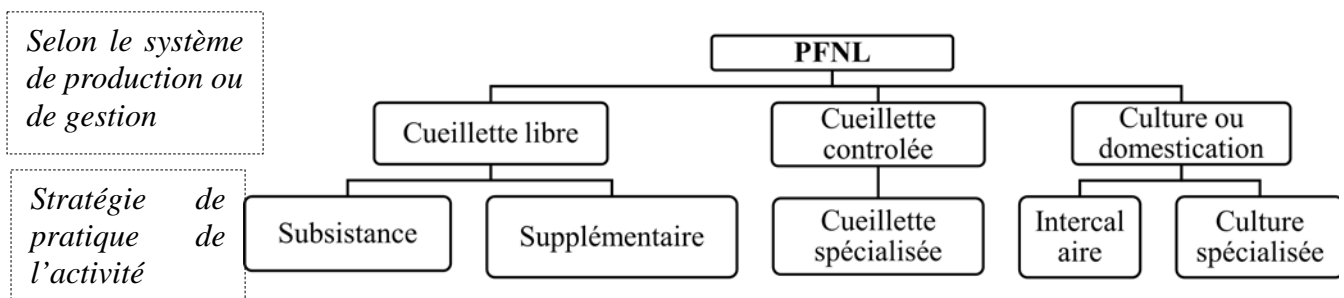 Selon le système
de production ou
de gestion
PFNL
Cueillette libre
Cueillette
controlée
Culture ou
domestication
Stratégie de
pratique de
l'activité
Subsistance
Supplémentaire
Cueillette
spécialisée
Intercal
aire
Culture
spécialisée